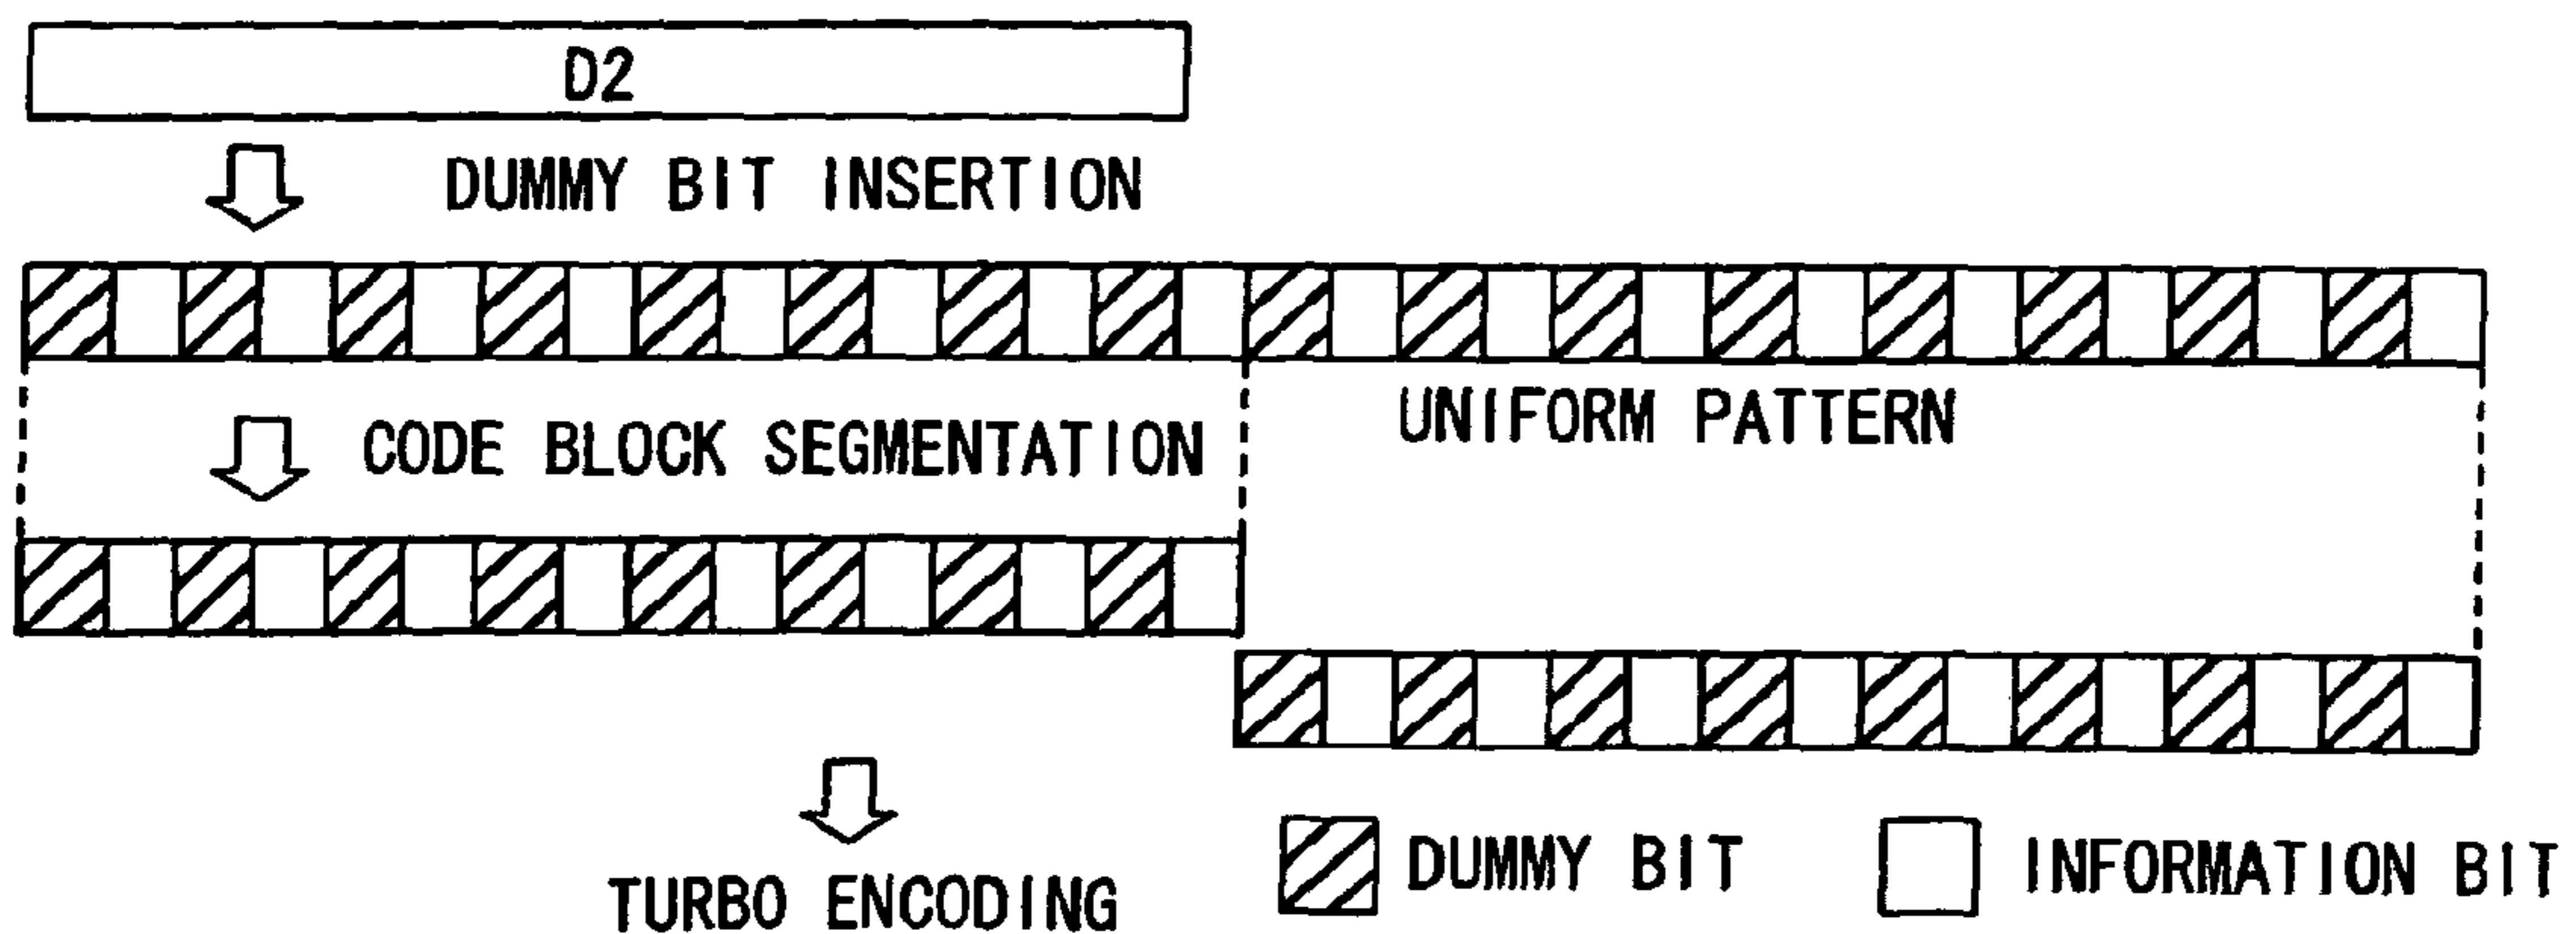 D2
DUMMY BIT INSERTION
UNIFORM PATTERN
CODE BLOCK SEGMENTATION
TURBO ENCODING
DUMMY BIT
INFORMATION BIT